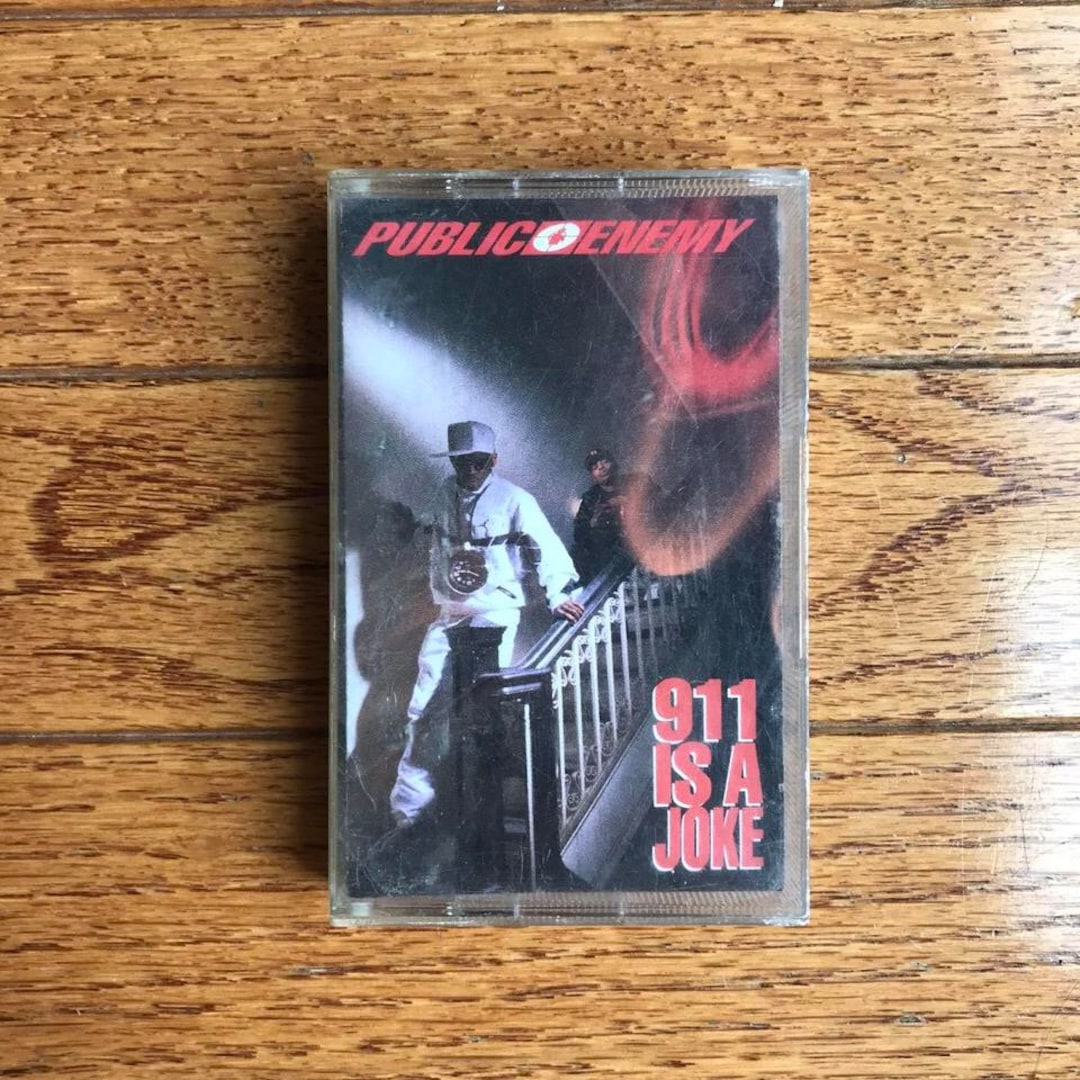 PUBLIC ENEMY
911
IS A
JOKE